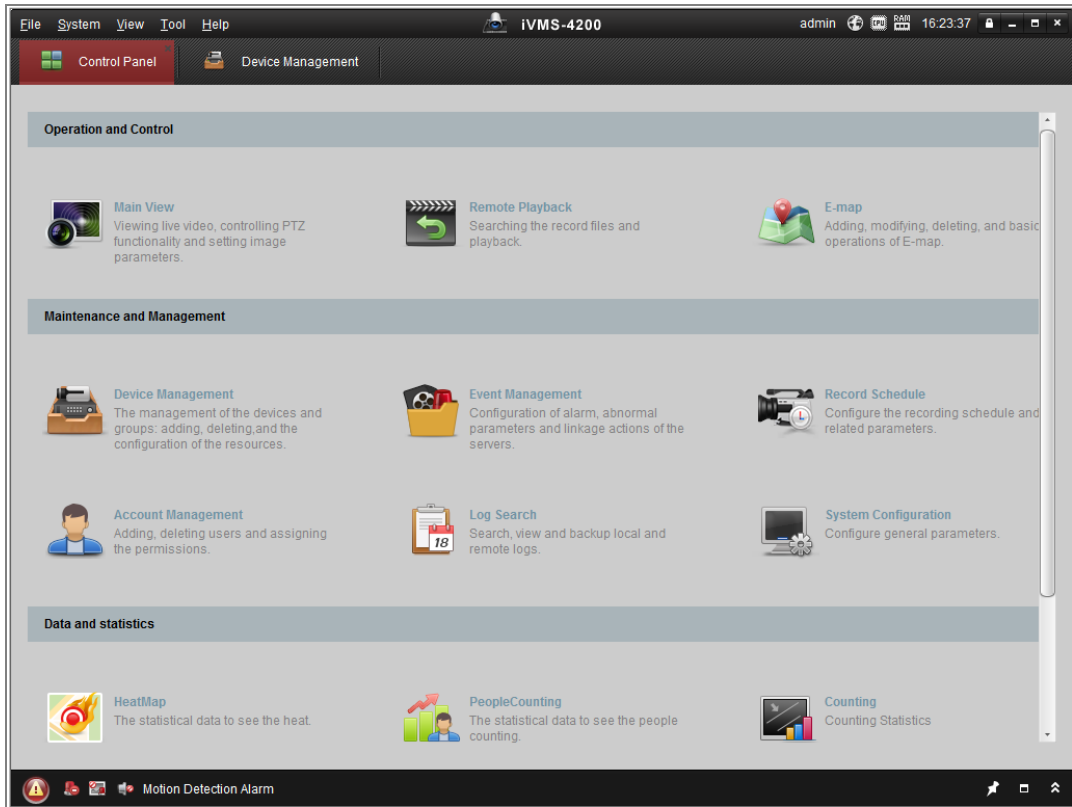 File System View Tool Help
iVMS-4200
admin CPU RAM 16:23:37
Control Panel
Device Management
Operation and Control
Main View
Viewing live video, controlling PTZ
functionality and setting image
parameters.
Remote Playback
Searching the record files and
playback.
E-map
Adding, modifying, deleting, and basic
operations of E-map.
Maintenance and Management
Device Management
The management of the devices and
groups: adding, deleting,and the
configuration of the resources.
Event Management
Configuration of alarm, abnormal
parameters and linkage actions of the
servers.
Record Schedule
Configure the recording schedule and
related parameters.
Account Management
Adding, deleting users and assigning
the permissions.
Log Search
Search, view and backup local and
remote logs.
18
System Configuration
Configure general parameters.
Data and statistics
HeatMap
The statistical data to see the heat.
PeopleCounting
The statistical data to see the people
counting.
Counting
Counting Statistics
Motion Detection Alarm